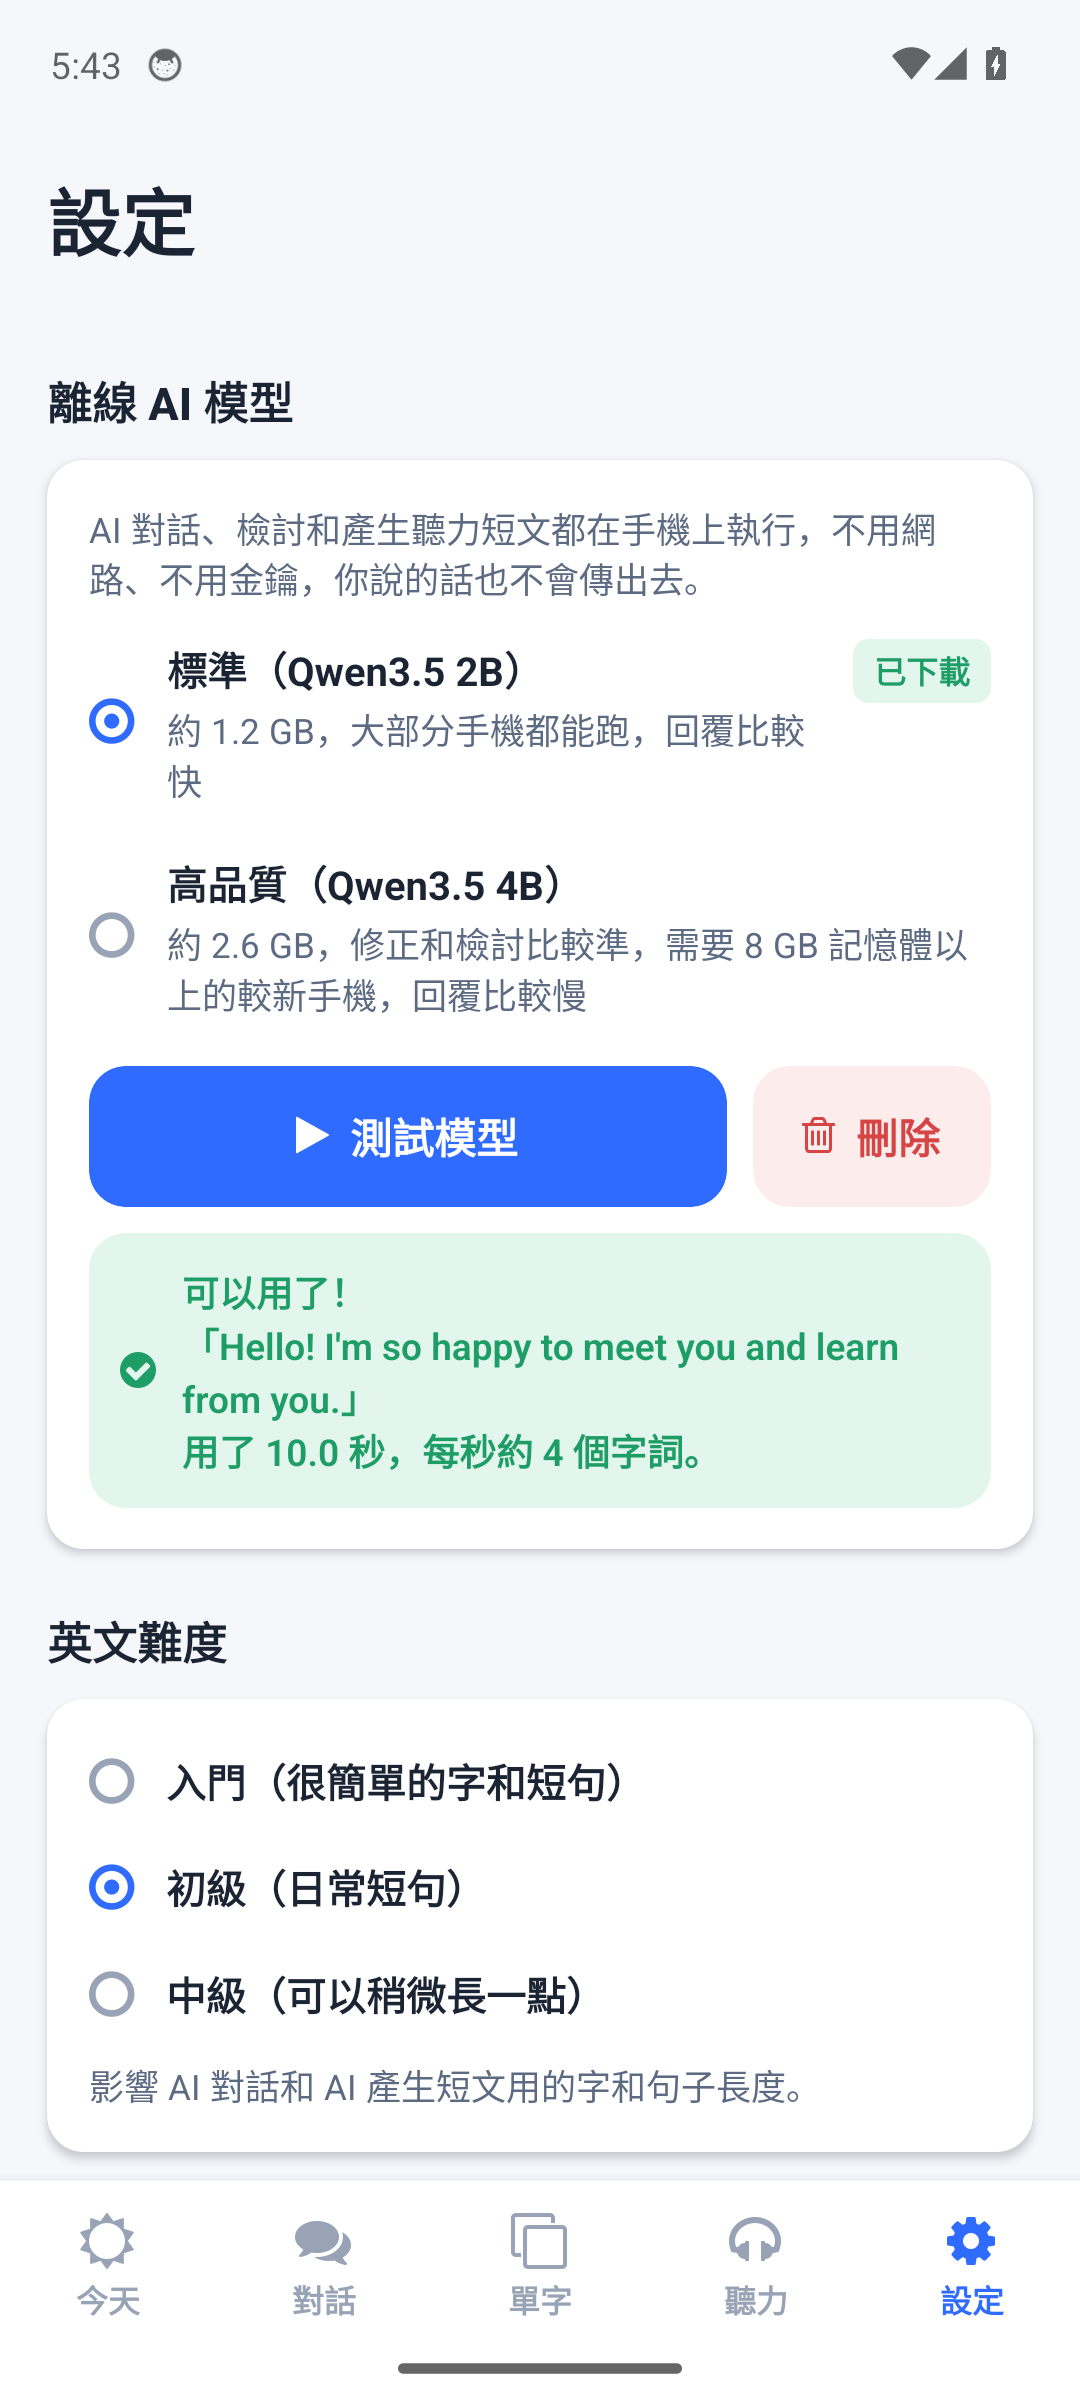 5:43
設定
離線 AI 模型
AI 對話、檢討和產生聽力短文都在手機上執行，不用網
路、不用金鑰，你說的話也不會傳出去。
標準（Qwen3.5 2B）
已下載
約 1.2 GB，大部分手機都能跑，回覆比較
快
高品質（Qwen3.5 4B）
約 2.6 GB，修正和檢討比較準，需要 8 GB 記憶體以
上的較新手機，回覆比較慢
測試模型
刪除
可以用了！
「Hello! I'm so happy to meet you and learn
from you.」
用了 10.0 秒，每秒約 4 個字詞。
英文難度
入門（很簡單的字和短句）
初級（日常短句）
中級（可以稍微長一點）
影響 AI 對話和 AI 產生短文用的字和句子長度。
今天
對話
單字
聽力
設定